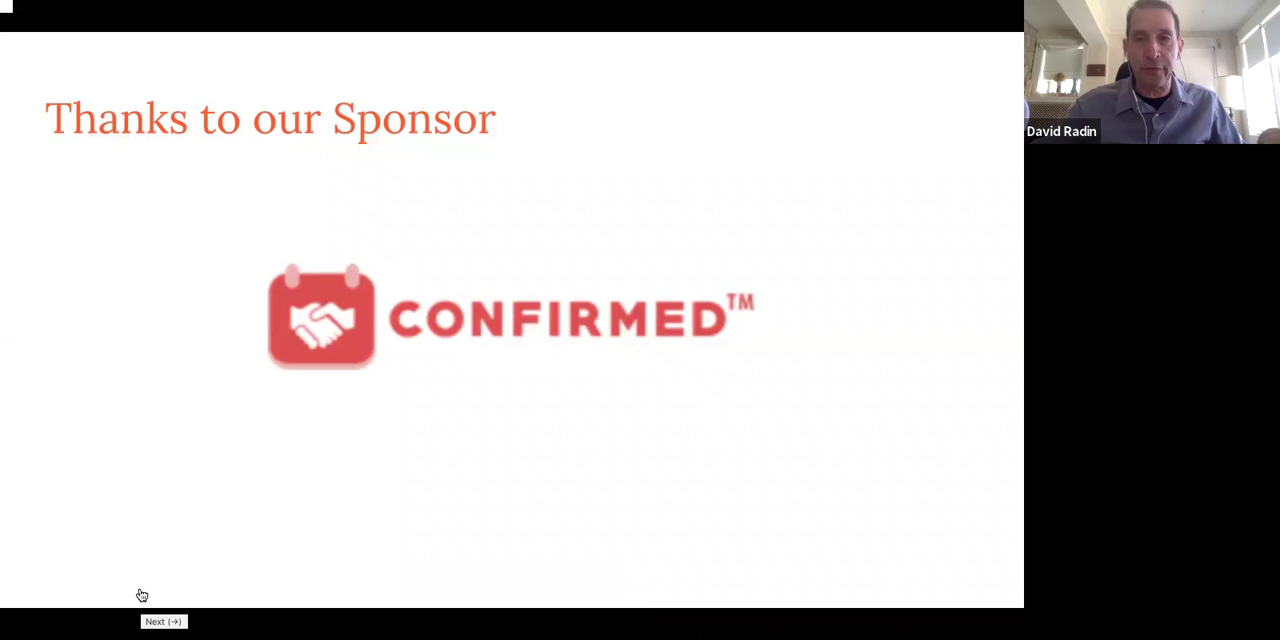 Thanks to our Sponsor
CONFIRMED™
David Radin
Next (→)